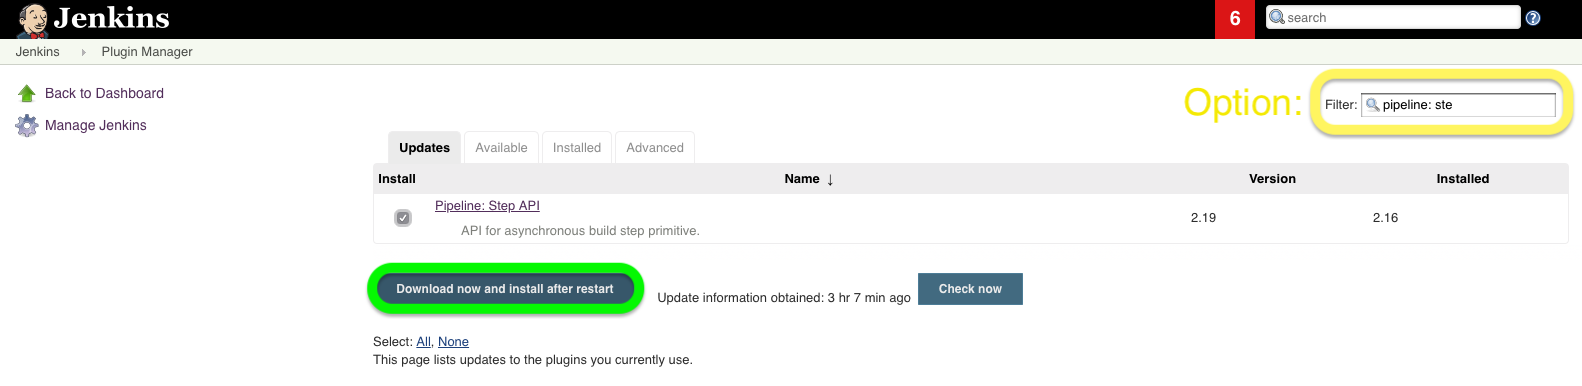 Jenkins
6
search
Jenkins
Plugin Manager
Back to Dashboard
Manage Jenkins
Option:
Filter: pipeline: ste
Updates Available Installed Advanced
Install Name ↓ Version Installed
Pipeline: Step API
2.19 2.16
API for asynchronous build step primitive.
Download now and install after restart
Update information obtained: 3 hr 7 min ago
Check now
Select: All, None
This page lists updates to the plugins you currently use.